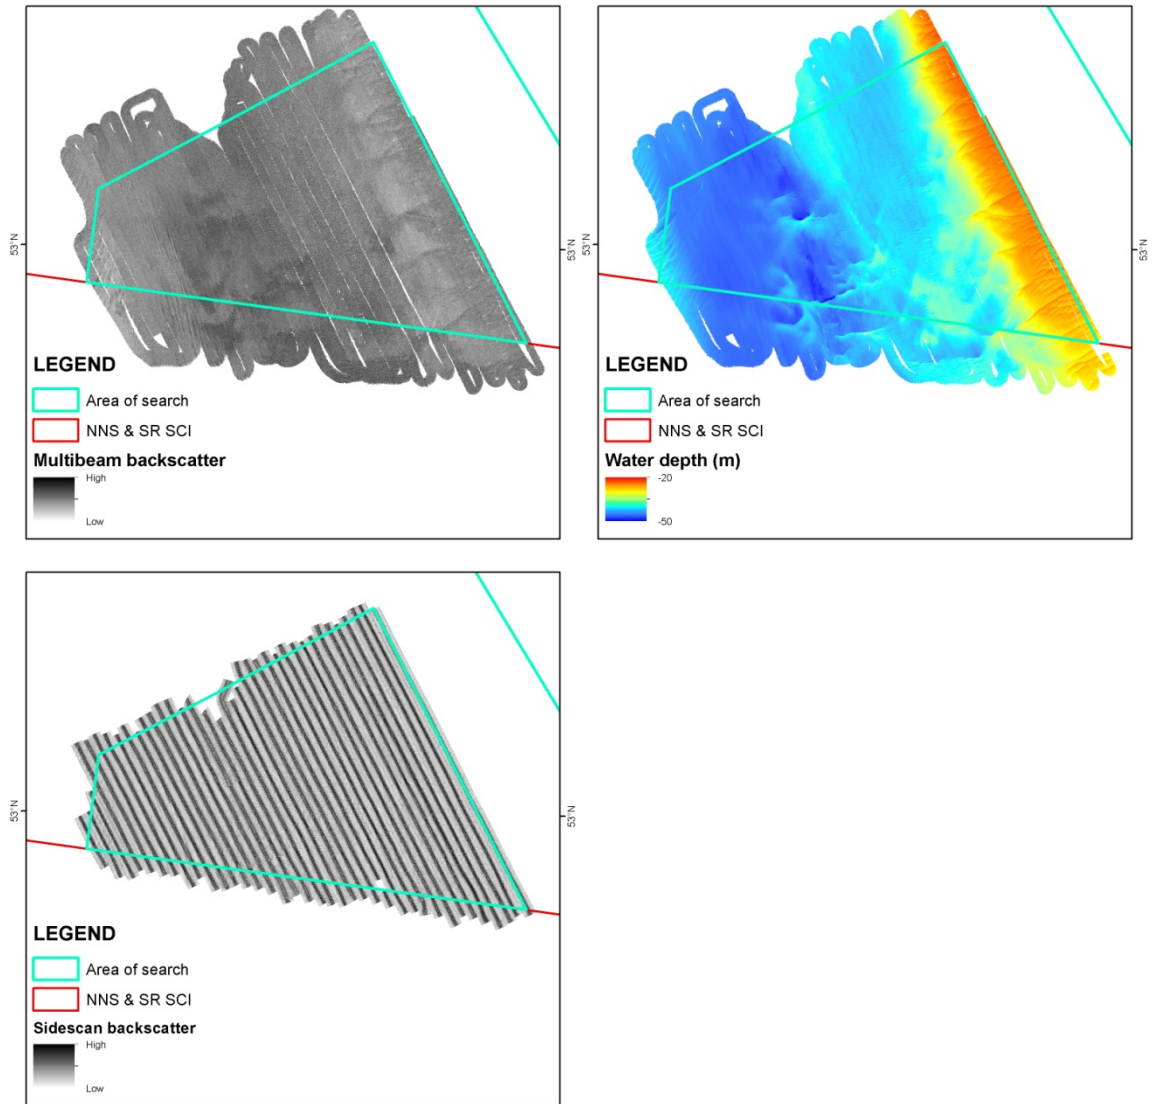 53°N
53°N
LEGEND
Area of search
NNS & SR SCI
Multibeam backscatter
High
Low
53°N
53°N
LEGEND
Area of search
NNS & SR SCI
Water depth (m)
-20
-50
53°N
53°N
LEGEND
Area of search
NNS & SR SCI
Sidescan backscatter
High
Low